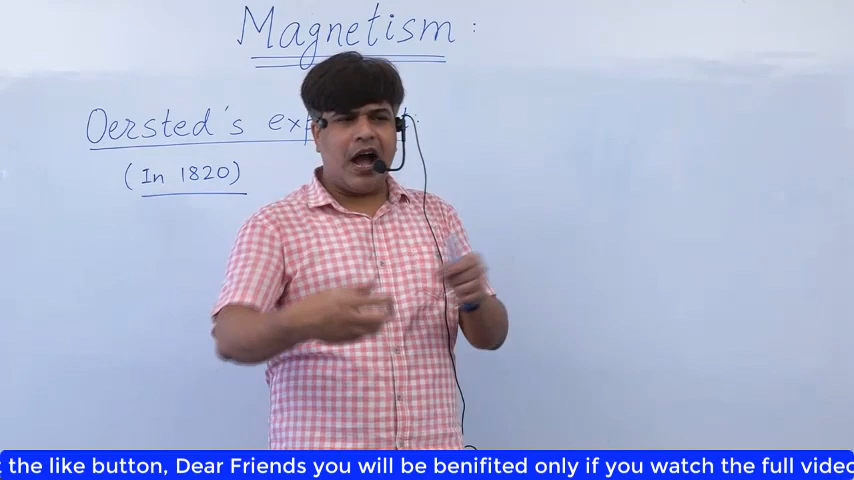 Magnetism :
Oersted's exp t:
(In 1820)
the like button, Dear Friends you will be benifited only if you watch the full video